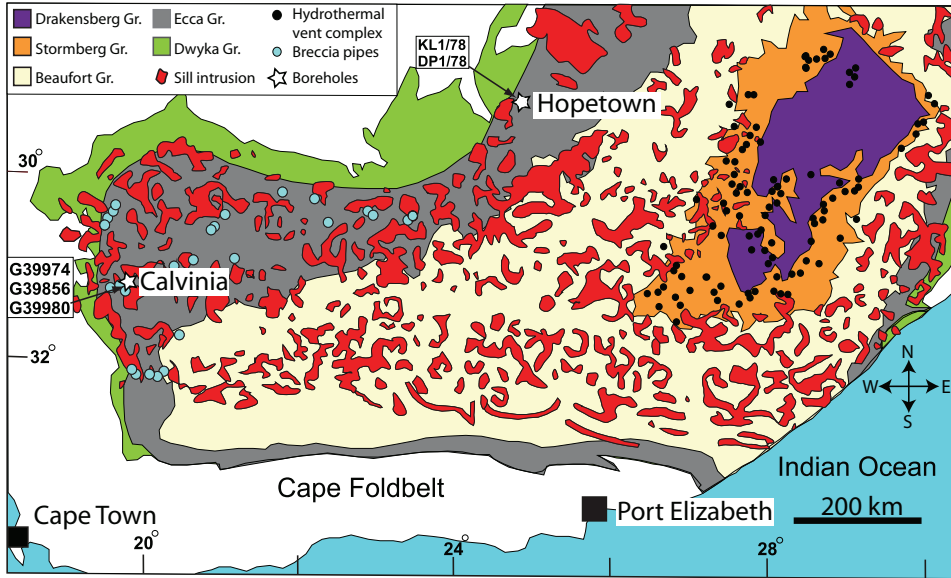 Drakensberg Gr.
Ecca Gr.
Hydrothermal
vent complex
Stormberg Gr.
Dwyka Gr.
Breccia pipes
Beaufort Gr.
Sill intrusion
Boreholes
KL1/78
DP1/78
Hopetown
30°
G39974
G39856
G39980
Calvinia
32°
N
W
E
S
Indian Ocean
Cape Foldbelt
200 km
Cape Town
Port Elizabeth
20°
24°
28°